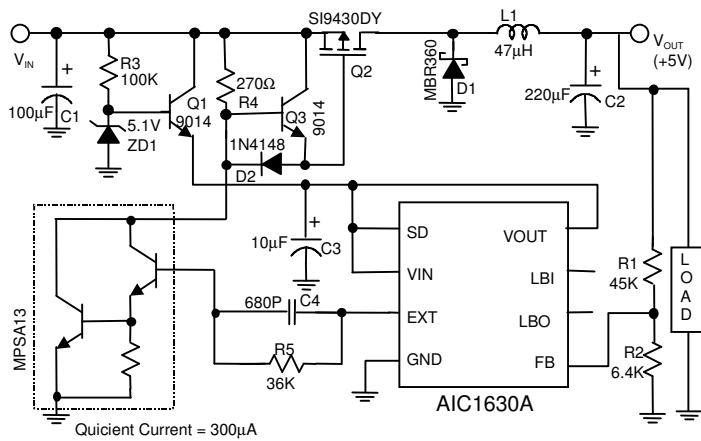 SI9430DY
L1
V_IN
R3
100K
270Ω
R4
Q1
9014
Q3
9014
Q2
MBR360
D1
47µH
V_OUT
(+5V)
100µF
C1
5.1V
ZD1
220µF
C2
1N4148
D2
10µF
C3
SD
VOUT
VIN
LBI
EXT
LBO
GND
FB
R1
45K
LOAD
R2
6.4K
680P
C4
R5
36K
MPSA13
AIC1630A
Quicient Current = 300µA